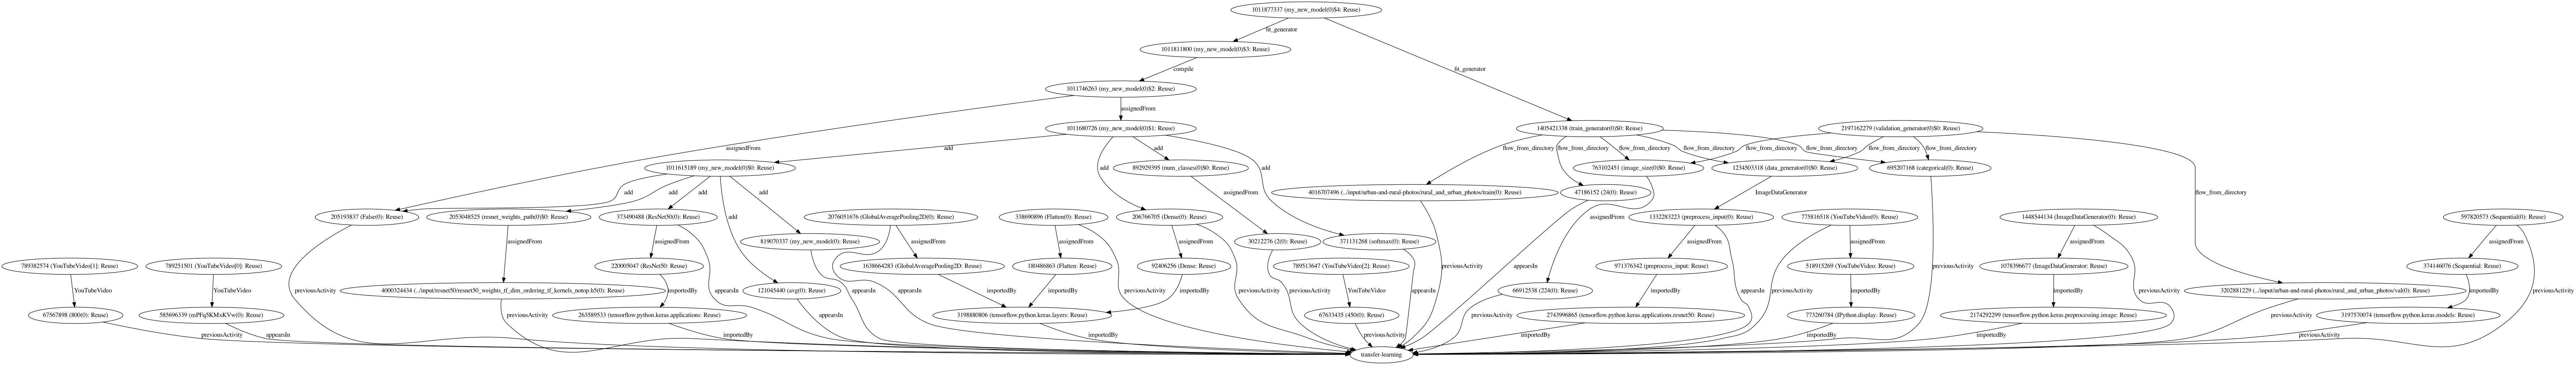 1011877337 (my_new_model(0)$4: Reuse)
fit_generator
1011811800 (my_new_model(0)$3: Reuse)
compile
fit_generator
1011746263 (my_new_model(0)$2: Reuse)
assignedFrom
1011680726 (my_new_model(0)$1: Reuse)
1405421338 (train_generator(0)$0: Reuse)
2197162279 (validation_generator(0)$0: Reuse)
assignedFrom
add
add
flow_from_directory
flow_from_directory
flow_from_directory
flow_from_directory
flow_from_directory
flow_from_directory
flow_from_directory
flow_from_directory
1011615189 (my_new_model(0)$0: Reuse)
add
892929395 (num_classes(0)$0: Reuse)
add
763102451 (image_size(0)$0: Reuse)
1234503318 (data_generator(0)$0: Reuse)
695207168 (categorical(0): Reuse)
add
add
add
add
assignedFrom
4016707496 (../input/urban-and-rural-photos/rural_and_urban_photos/train(0): Reuse)
47186152 (24(0): Reuse)
ImageDataGenerator
flow_from_directory
205193837 (False(0): Reuse)
2053048525 (resnet_weights_path(0)$0: Reuse)
373490488 (ResNet50(0): Reuse)
add
2076051676 (GlobalAveragePooling2D(0): Reuse)
338690896 (Flatten(0): Reuse)
206766705 (Dense(0): Reuse)
assignedFrom
1332283223 (preprocess_input(0): Reuse)
775816518 (YouTubeVideo(0): Reuse)
1448544134 (ImageDataGenerator(0): Reuse)
597820573 (Sequential(0): Reuse)
assignedFrom
assignedFrom
819070337 (my_new_model(0): Reuse)
assignedFrom
assignedFrom
assignedFrom
30212276 (2(0): Reuse)
371131268 (softmax(0): Reuse)
assignedFrom
assignedFrom
assignedFrom
assignedFrom
789382574 (YouTubeVideo[1]: Reuse)
789251501 (YouTubeVideo[0]: Reuse)
220005047 (ResNet50: Reuse)
1638664283 (GlobalAveragePooling2D: Reuse)
180486863 (Flatten: Reuse)
92406256 (Dense: Reuse)
789513647 (YouTubeVideo[2]: Reuse)
previousActivity
appearsIn
971376342 (preprocess_input: Reuse)
518915269 (YouTubeVideo: Reuse)
previousActivity
1078396677 (ImageDataGenerator: Reuse)
374146076 (Sequential: Reuse)
YouTubeVideo
YouTubeVideo
previousActivity
4000324434 (../input/resnet50/resnet50_weights_tf_dim_ordering_tf_kernels_notop.h5(0): Reuse)
importedBy
appearsIn
121045440 (avg(0): Reuse)
appearsIn
appearsIn
importedBy
importedBy
previousActivity
importedBy
previousActivity
previousActivity
YouTubeVideo
appearsIn
66912538 (224(0): Reuse)
importedBy
appearsIn
previousActivity
importedBy
importedBy
previousActivity
3202881229 (../input/urban-and-rural-photos/rural_and_urban_photos/val(0): Reuse)
importedBy
previousActivity
67567898 (800(0): Reuse)
585696339 (mPFq5KMxKVw(0): Reuse)
previousActivity
263589533 (tensorflow.python.keras.applications: Reuse)
appearsIn
3198880806 (tensorflow.python.keras.layers: Reuse)
67633435 (450(0): Reuse)
previousActivity
2743996865 (tensorflow.python.keras.applications.resnet50: Reuse)
773260784 (IPython.display: Reuse)
2174292299 (tensorflow.python.keras.preprocessing.image: Reuse)
previousActivity
3197570074 (tensorflow.python.keras.models: Reuse)
previousActivity
appearsIn
importedBy
importedBy
previousActivity
importedBy
importedBy
importedBy
previousActivity
transfer-learning